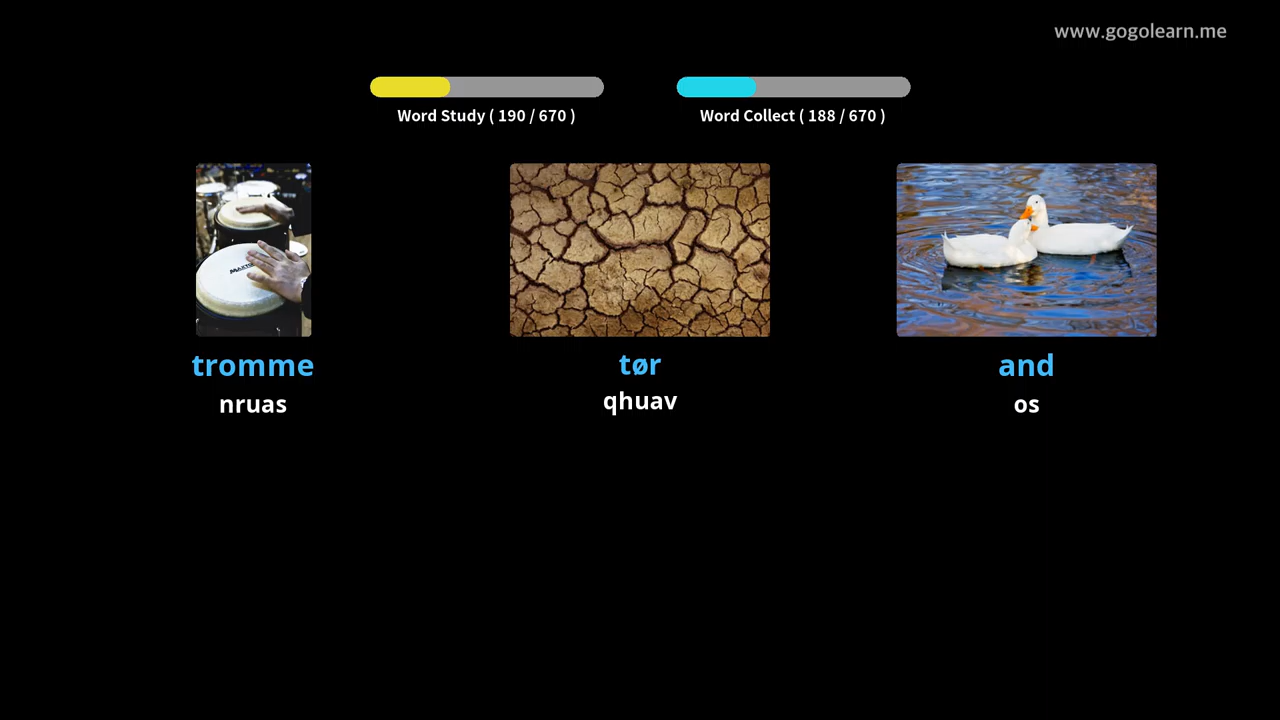 www.gogolearn.me
Word Study ( 190 / 670 )
Word Collect ( 188 / 670 )
tromme
tør
and
nruas
qhuav
os